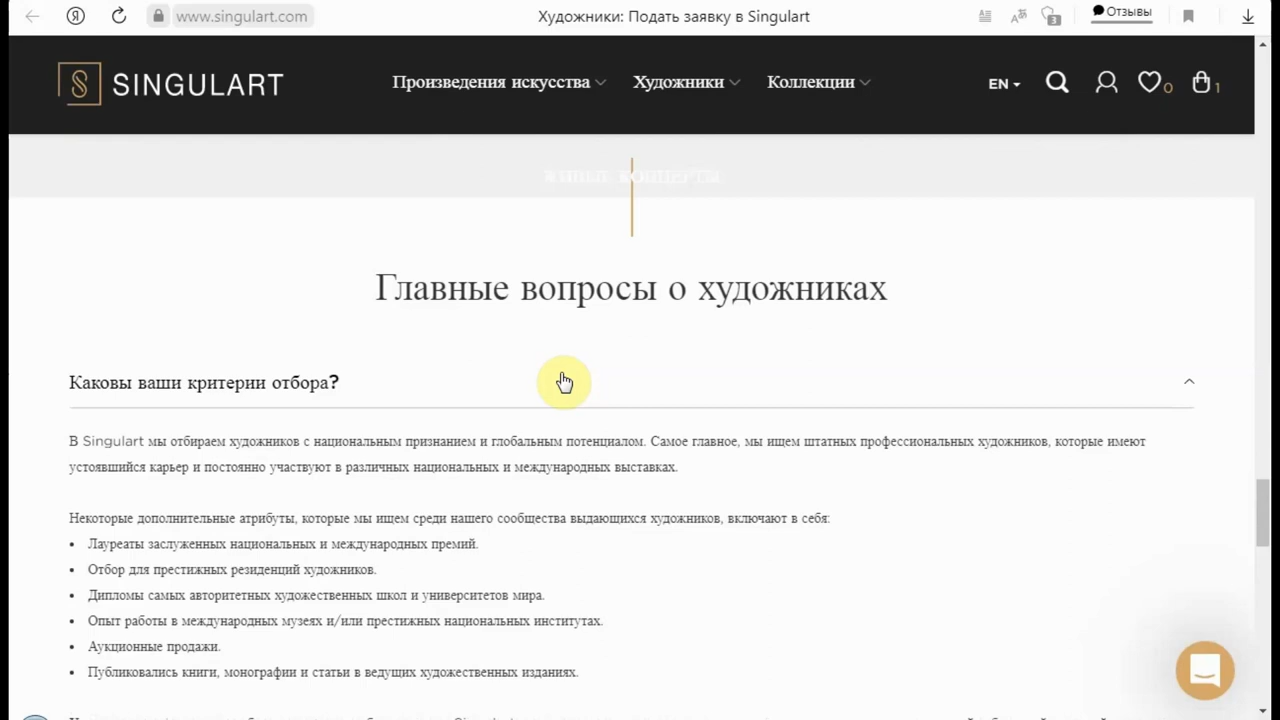 www.singulart.com
Художники: Подать заявку в Singulart
3
Отзывы
SINGULART
Произведения искусства
Художники
Коллекции
EN
0
1
живые концерты
Главные вопросы о художниках
Каковы ваши критерии отбора?
В Singulart мы отбираем художников с национальным признанием и глобальным потенциалом. Самое главное, мы ищем штатных профессиональных художников, которые имеют
устоявшийся карьер и постоянно участвуют в различных национальных и международных выставках.
Некоторые дополнительные атрибуты, которые мы ищем среди нашего сообщества выдающихся художников, включают в себя:
• Лауреаты заслуженных национальных и международных премий.
• Отбор для престижных резиденций художников.
• Дипломы самых авторитетных художественных школ и университетов мира.
• Опыт работы в международных музеях и/или престижных национальных институтах.
• Аукционные продажи.
• Публиковались книги, монографии и статьи в ведущих художественных изданиях.